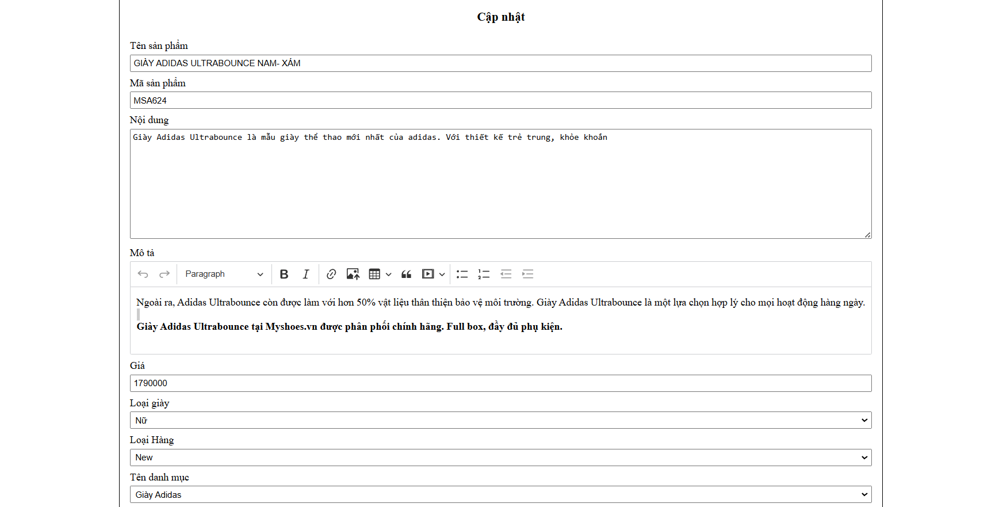 Cập nhật
Tên sản phẩm
GIÀY ADIDAS ULTRABOUNCE NAM- XÁM
Mã sản phẩm
MSA624
Nội dung
Giày Adidas Ultrabounce là mẫu giày thể thao mới nhất của adidas. Với thiết kế trẻ trung, khỏe khoắn
Mô tả
Paragraph
Ngoài ra, Adidas Ultrabounce còn được làm với hơn 50% vật liệu thân thiện bảo vệ môi trường. Giày Adidas Ultrabounce là một lựa chọn hợp lý cho mọi hoạt động hàng ngày.
Giày Adidas Ultrabounce tại Myshoes.vn được phân phối chính hãng. Full box, đầy đủ phụ kiện.
Giá
1790000
Loại giày
Nữ
Loại Hàng
New
Tên danh mục
Giày Adidas